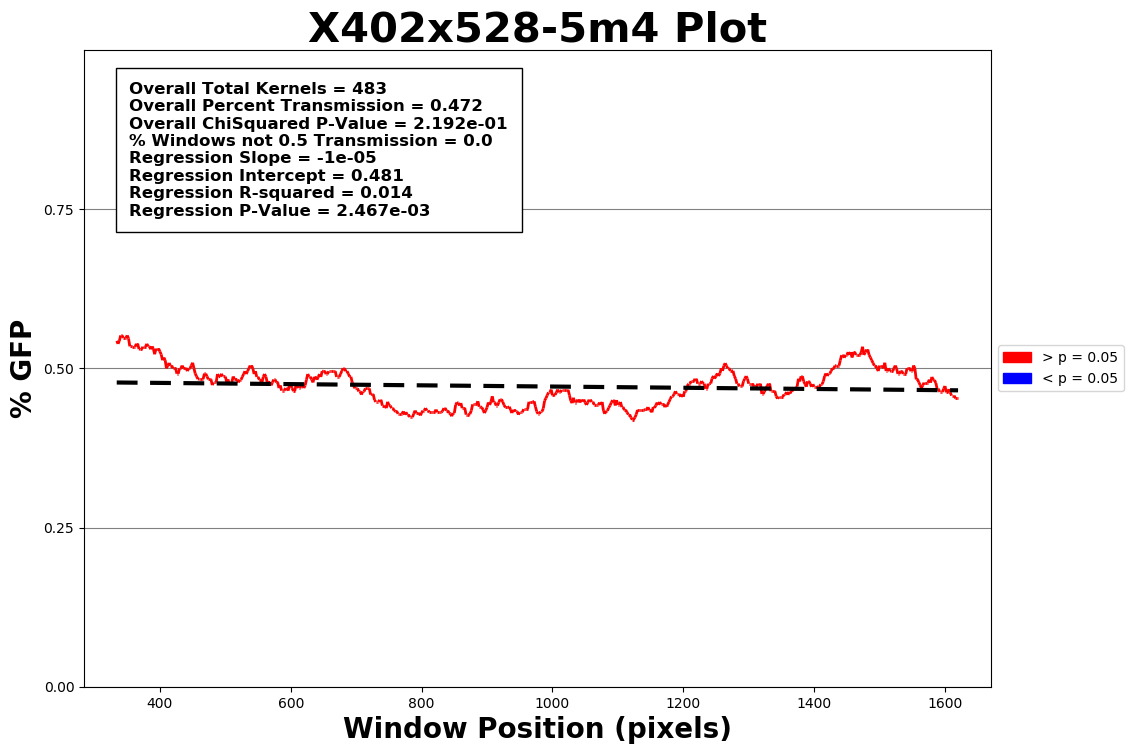 X402x528-5m4 Plot
Overall Total Kernels = 483
Overall Percent Transmission = 0.472
Overall ChiSquared P-Value = 2.192e-01
% Windows not 0.5 Transmission = 0.0
Regression Slope = -1e-05
Regression Intercept = 0.481
Regression R-squared = 0.014
Regression P-Value = 2.467e-03
% GFP
0.75
0.50
0.25
0.00
> p = 0.05
< p = 0.05
400 600 800 1000 1200 1400 1600
Window Position (pixels)